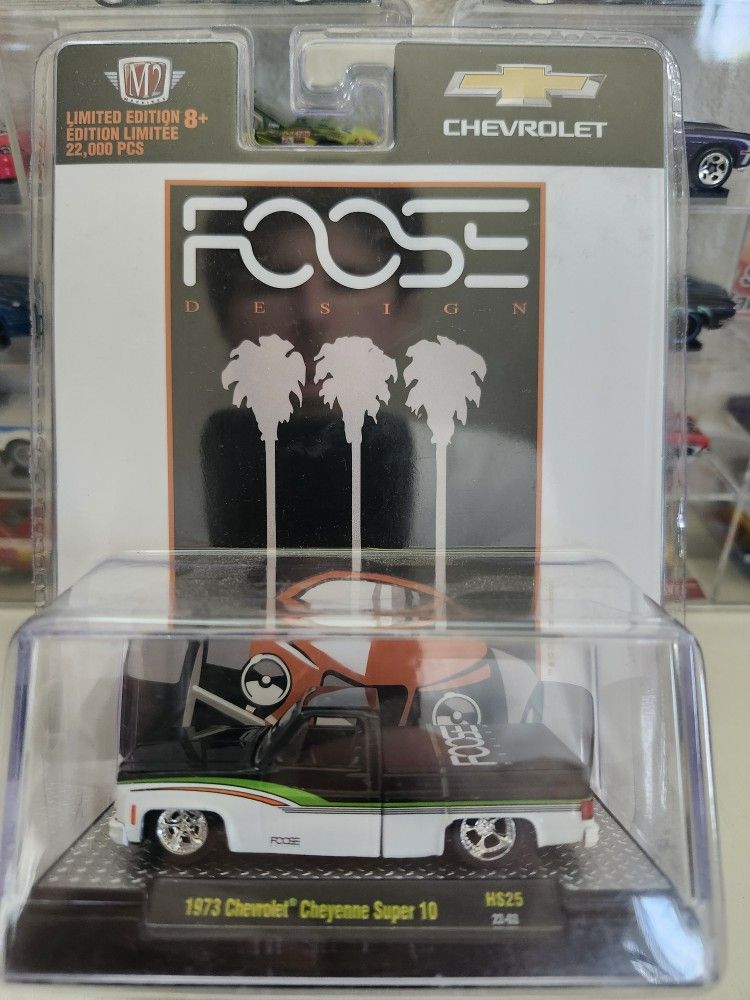 M2
MACHINES
LIMITED EDITION 8+
ÉDITION LIMITÉE
22,000 PCS
CHEVROLET
FOOSE
DESIGN
FOOSE
FOOSE
1973 Chevrolet® Cheyenne Super 10
HS25